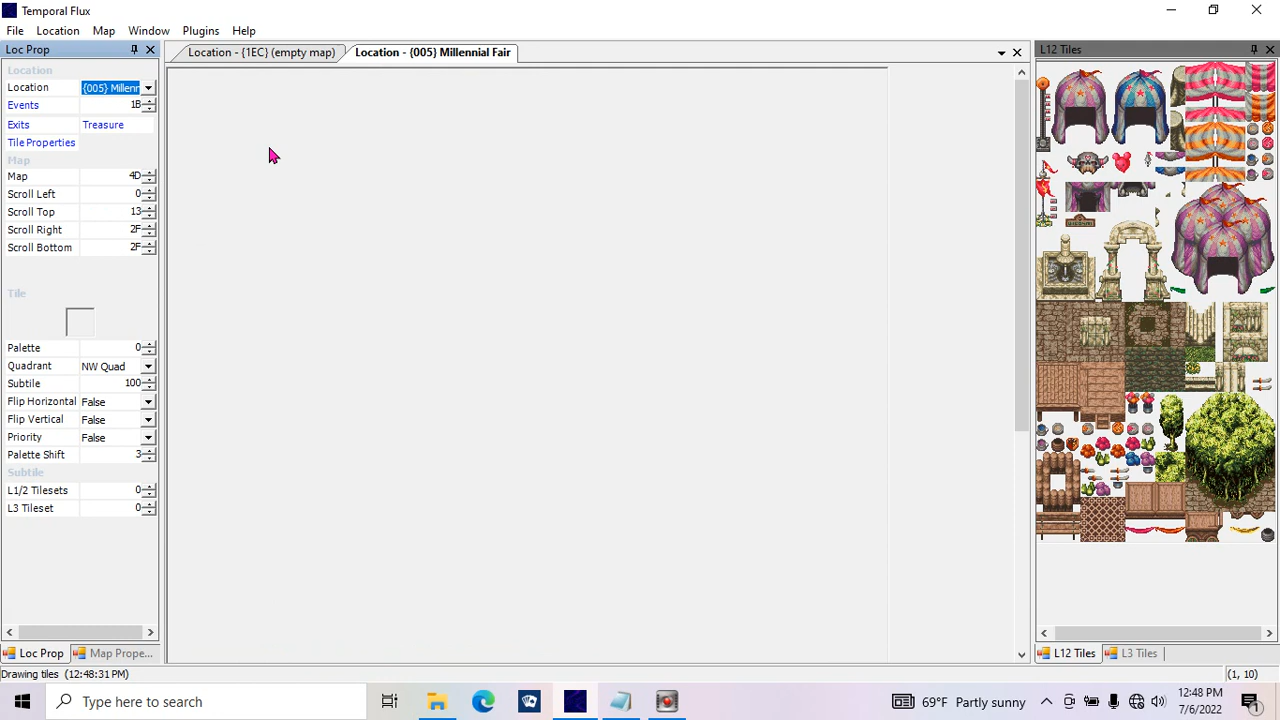 Temporal Flux
File Location Map Window Plugins Help
Loc Prop
Location - {1EC} (empty map)
Location - {005} Millennial Fair
L12 Tiles
Location
Location {005} Millenn
Events 1B
Exits Treasure
Tile Properties
Map
Map 4D
Scroll Left 0
Scroll Top 13
Scroll Right 2F
Scroll Bottom 2F
Tile
Palette 0
Quadrant NW Quad
Subtile 100
Flip Horizontal False
Flip Vertical False
Priority False
Palette Shift 3
Subtile
L1/2 Tilesets 0
L3 Tileset 0
Loc Prop Map Prope...
L12 Tiles L3 Tiles
Drawing tiles (12:48:31 PM)
(1, 10)
Type here to search
69°F Partly sunny
12:48 PM
7/6/2022
1